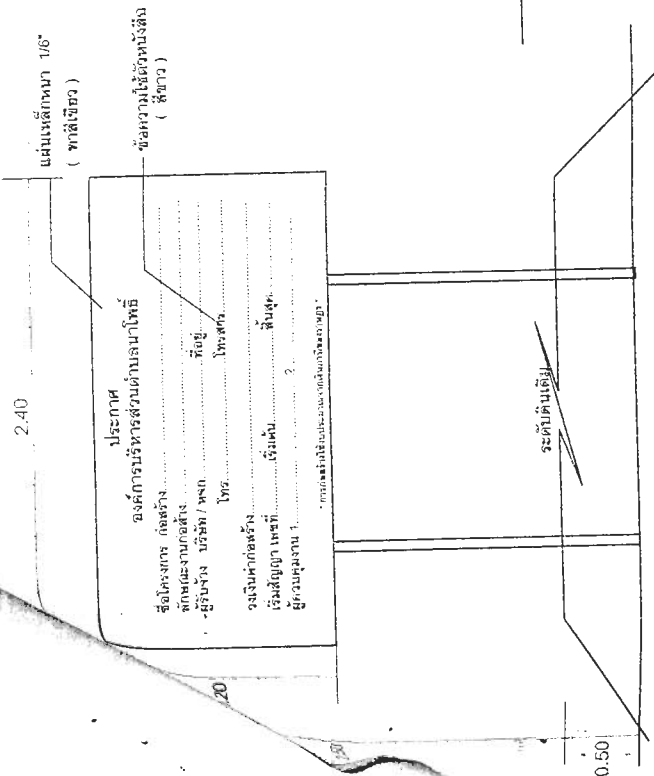 2.40
แผ่นเหล็กหนา 1/6"
( ทาสีเขียว )
ข้อความใช้ตัวหนังสือ
( สีขาว )
ประกาศ
องค์การบริหารส่วนตำบลนาโพธิ์
ชื่อโครงการ ก่อสร้าง
ลักษณะงานก่อสร้าง
ผู้รับจ้าง บริษัท / หจก. ที่อยู่
โทร. โทรสาร
วงเงินค่าก่อสร้าง
เริ่มสัญญา เลขที่ เริ่มต้น สิ้นสุด
ผู้ควบคุมงาน 1. 2.
.20
ระดับดินเดิม
0.50